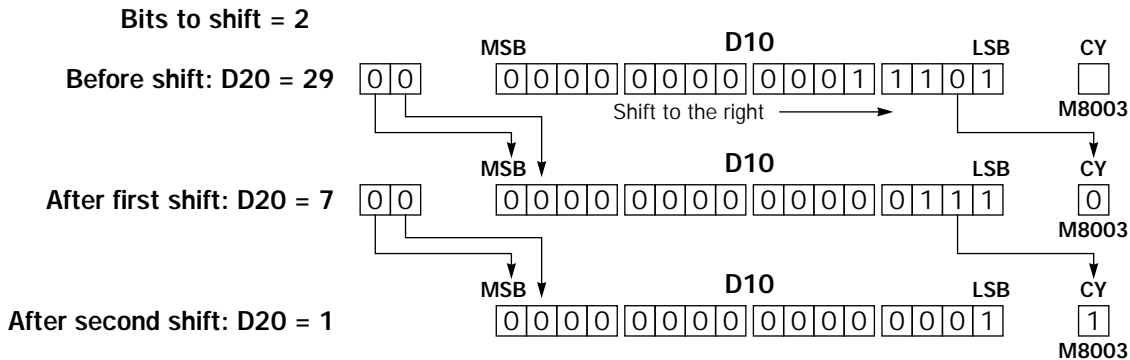 Bits to shift = 2
MSB D10 LSB CY
Before shift: D20 = 29 0 0 0 0 0 0 0 0 0 0 0 0 0 1 1 1 0 1
Shift to the right M8003
MSB D10 LSB CY
After first shift: D20 = 7 0 0 0 0 0 0 0 0 0 0 0 0 0 0 0 1 1 1 0
M8003
MSB D10 LSB CY
After second shift: D20 = 1 0 0 0 0 0 0 0 0 0 0 0 0 0 0 0 1 1
M8003